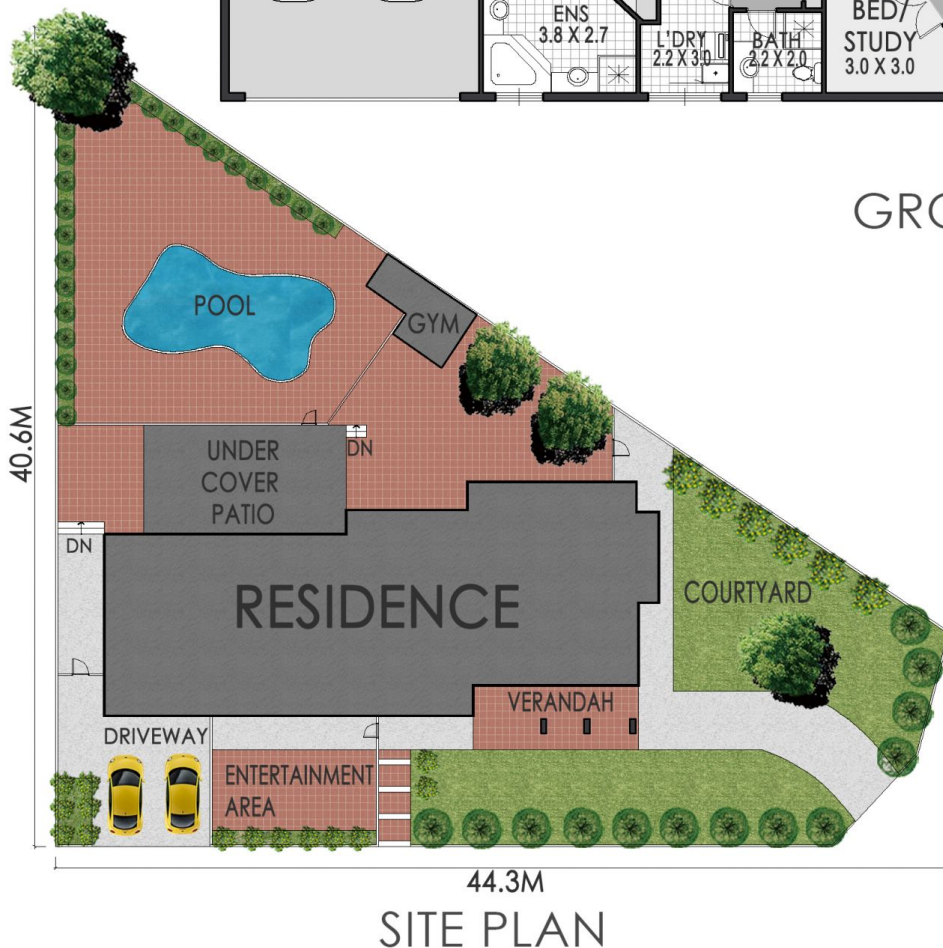 ENS
3.8 X 2.7
L'DRY
2.2 X 3.0
BATH
2.2 X 2.0
BED/
STUDY
3.0 X 3.0
GRO
POOL
GYM
40.6M
UNDER
COVER
PATIO
DN
DN
RESIDENCE
COURTYARD
VERANDAH
DRIVEWAY
ENTERTAINMENT
AREA
44.3M
SITE PLAN